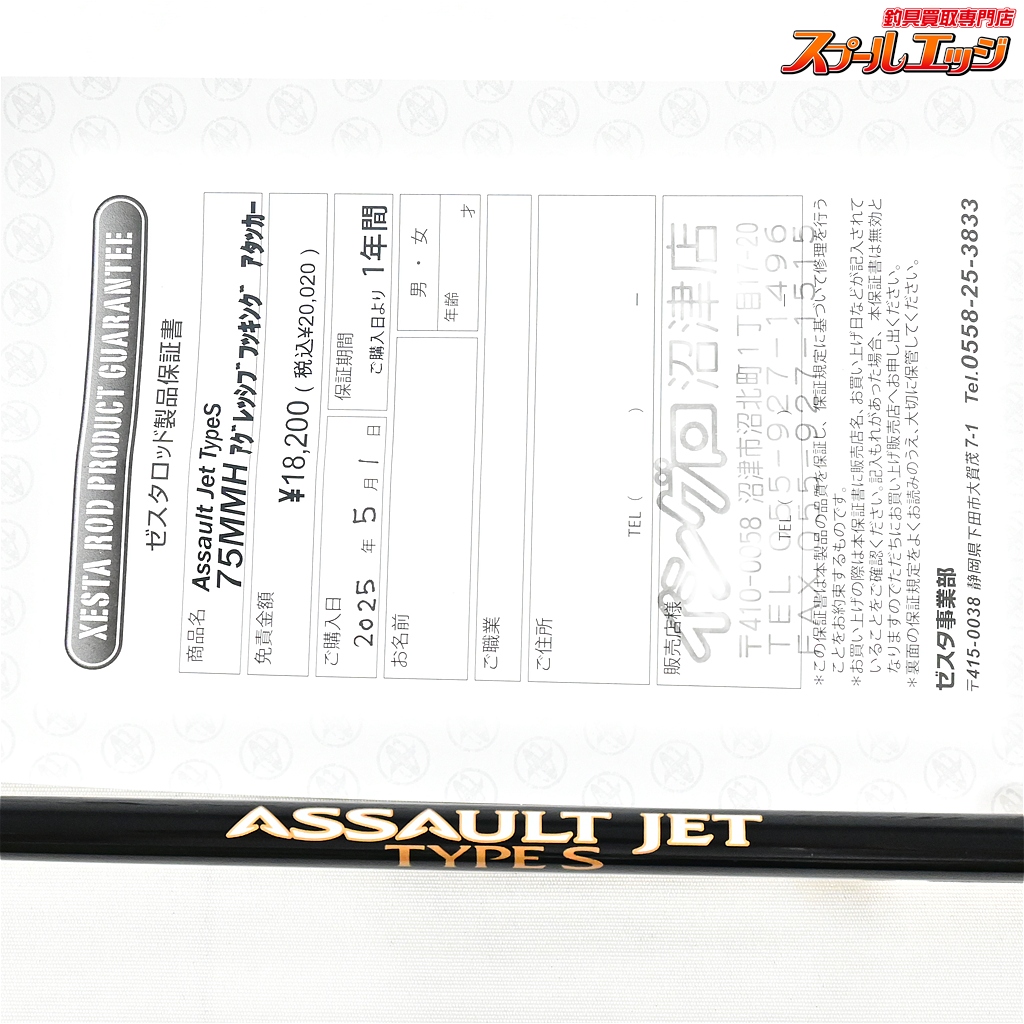 釣具買取専門店
スプールエッジ
XESTA ROD PRODUCT GUARANTEE
ゼスタロッド製品保証書
商品名
Assault Jet TypeS
75MMH ｱｸﾞﾚｯｼﾌﾞﾌｯｷﾝｸﾞ ｱﾀｯｶｰ
免責金額
¥18,200 ( 税込¥20,020 )
ご購入日
2025 年 5 月 1 日
保証期間
ご購入日より 1年間
お名前
男 ・ 女
年齢 才
ご職業
ご住所
TEL ( )
販売店様
イシグロ沼津店
〒410-0058 沼津市沼北町1丁目17-20
TEL 055-927-1496
FAX 055-927-1515
TEL ( )
＊この保証書は本製品の品質を保証し、保証規定に基づいて修理を行う
ことをお約束するものです。
＊お買い上げの際は本保証書に販売店名、お買い上げ日などが記入されて
いることをご確認ください。記入もれがあった場合、本保証書は無効と
なりますのでただちにお買い上げ販売店へお申し出ください。
＊裏面の保証規定をよくお読みのうえ、大切に保管してください。
ゼスタ事業部
〒415-0038 静岡県下田市大賀茂 7-1 Tel.0558-25-3833
ASSAULT JET
TYPE S